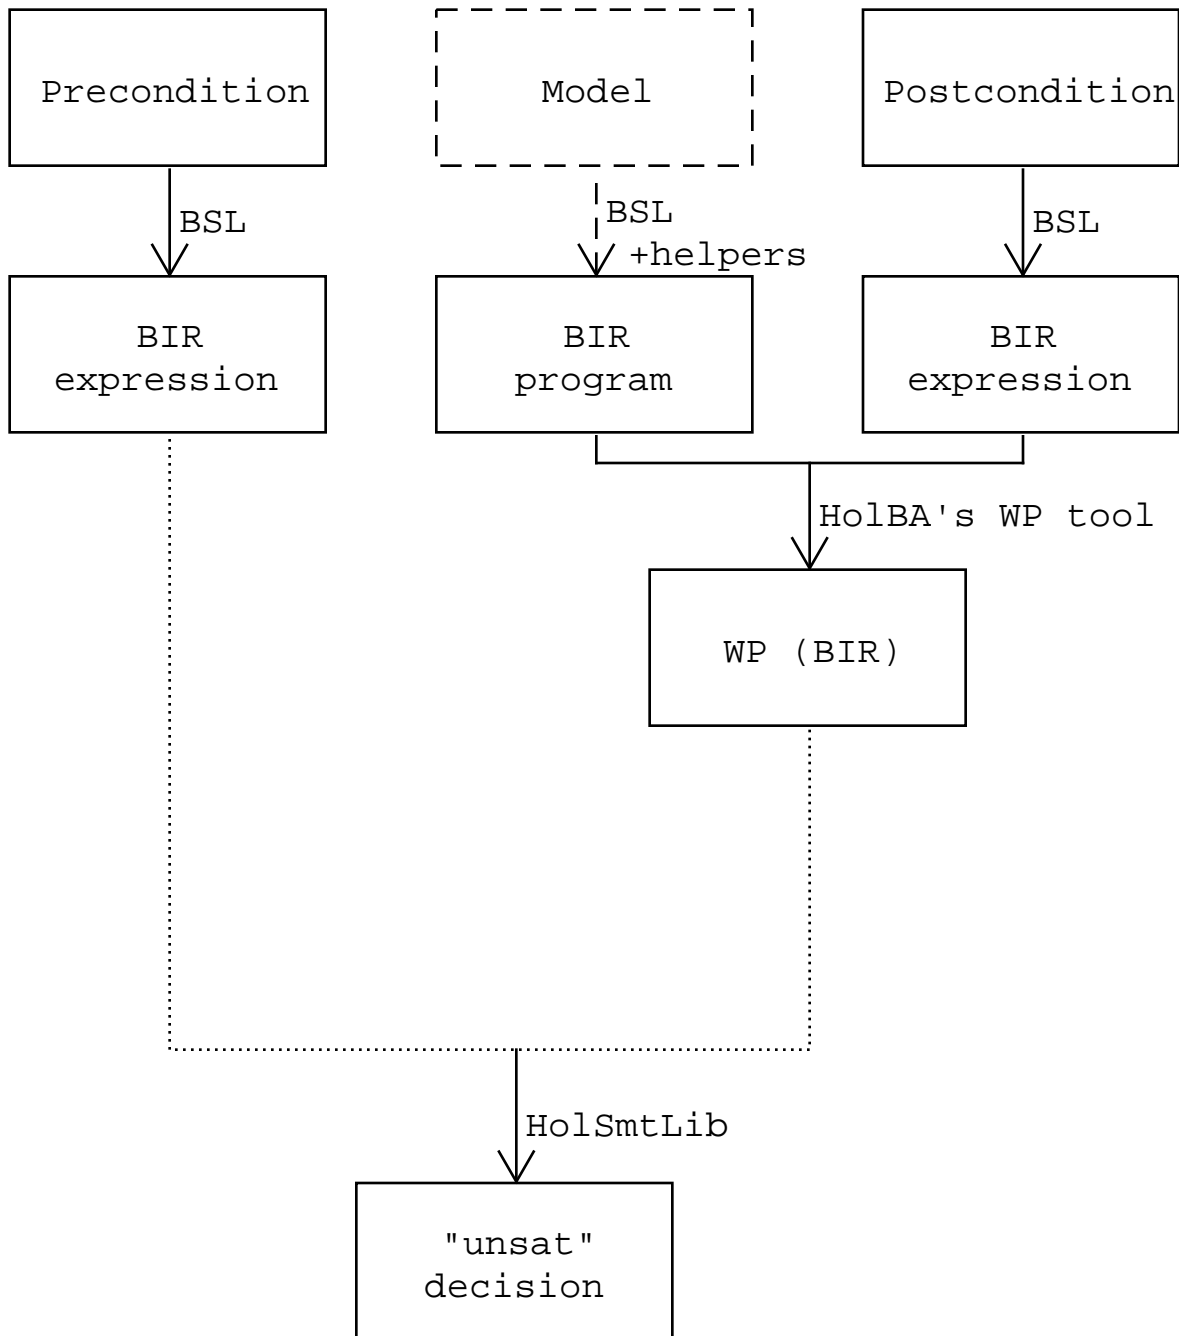 Precondition
Model
Postcondition
BSL
BSL
+helpers
BSL
BIR
expression
BIR
program
BIR
expression
HolBA's WP tool
WP (BIR)
HolSmtLib
"unsat"
decision